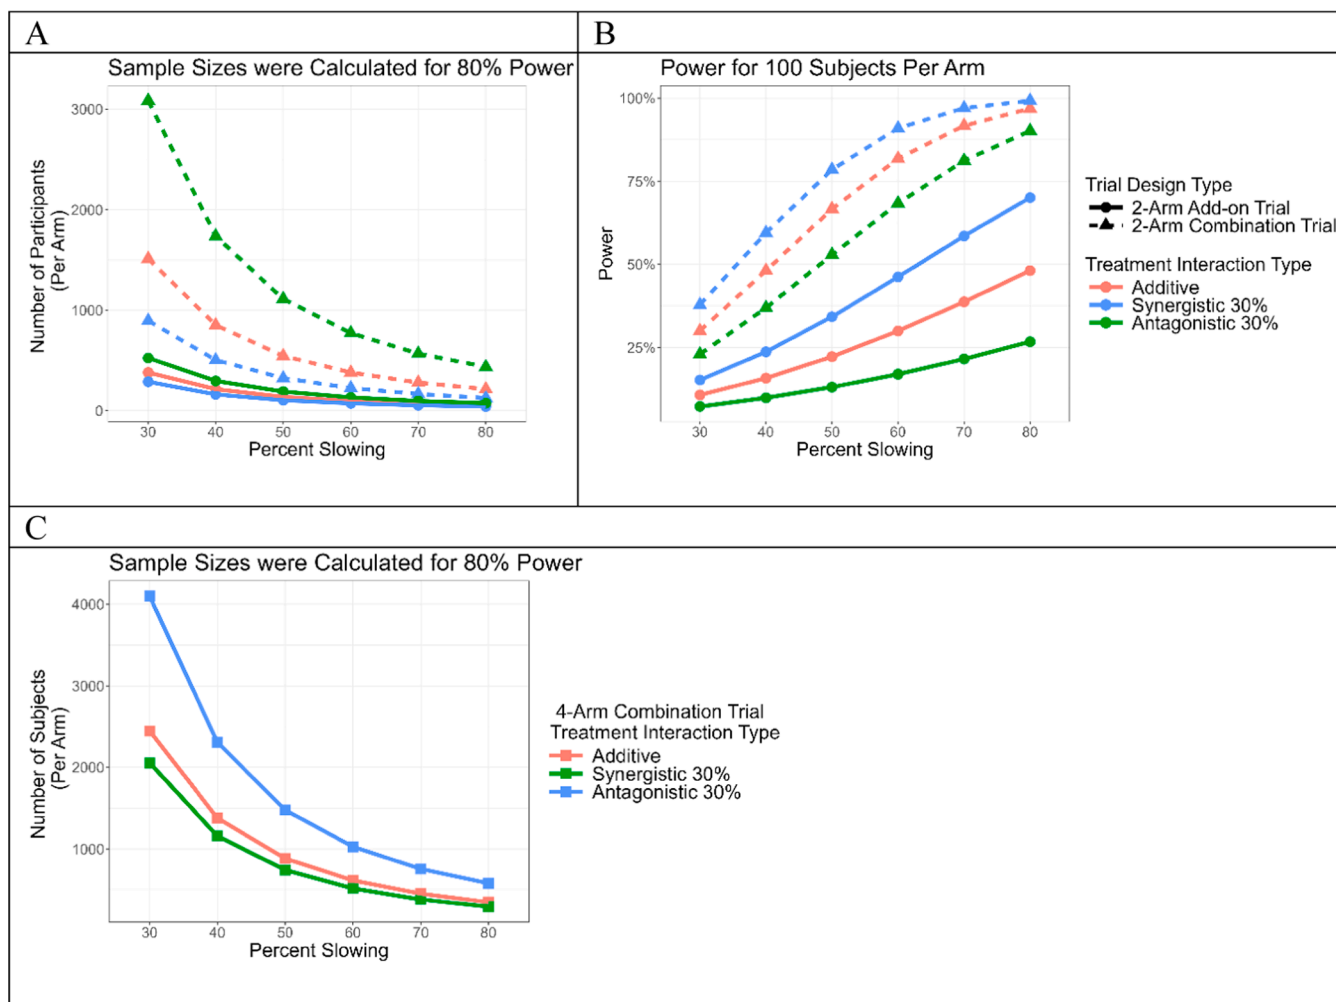 A
B
Sample Sizes were Calculated for 80% Power
Number of Participants
(Per Arm)
3000
2000
1000
0
30 40 50 60 70 80
Percent Slowing
Power for 100 Subjects Per Arm
Power
100%
75%
50%
25%
30 40 50 60 70 80
Percent Slowing
Trial Design Type
2-Arm Add-on Trial
2-Arm Combination Trial
Treatment Interaction Type
Additive
Synergistic 30%
Antagonistic 30%
C
Sample Sizes were Calculated for 80% Power
Number of Subjects
(Per Arm)
4000
3000
2000
1000
30 40 50 60 70 80
Percent Slowing
4-Arm Combination Trial
Treatment Interaction Type
Additive
Synergistic 30%
Antagonistic 30%